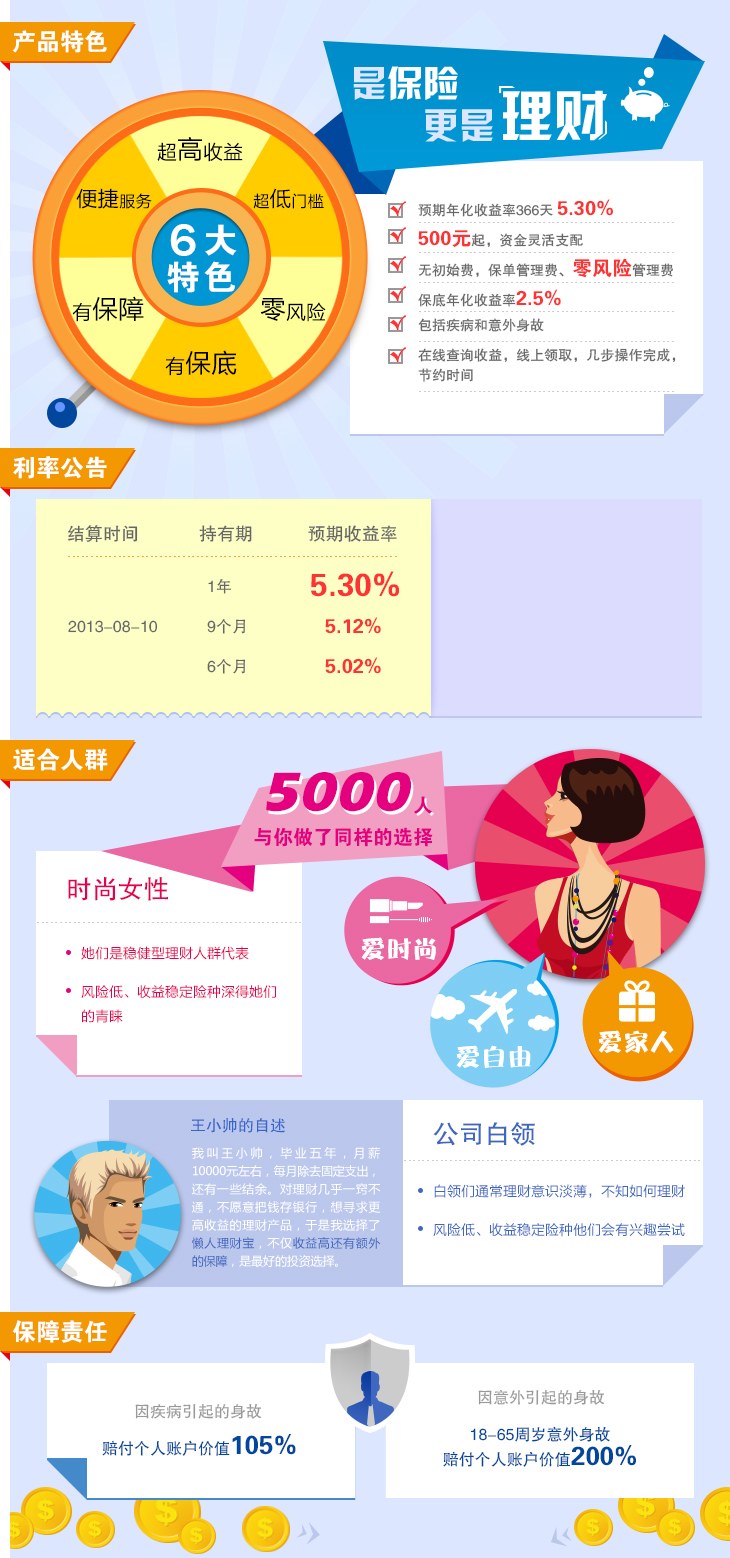 产品特色
是保险
更是「理财」
超高收益
便捷服务
超低门槛
6大
特色
有保障
零风险
有保底
预期年化收益率366天 5.30%
500元起，资金灵活支配
无初始费，保单管理费、零风险管理费
保底年化收益率2.5%
包括疾病和意外身故
在线查询收益，线上领取，几步操作完成，
节约时间
利率公告
结算时间 持有期 预期收益率
1年 5.30%
2013-08-10 9个月 5.12%
6个月 5.02%
适合人群
5000人
与你做了同样的选择
时尚女性
她们是稳健型理财人群代表
风险低、收益稳定险种深得她们
的青睐
爱时尚
爱自由
爱家人
王小帅的自述
我叫王小帅，毕业五年，月薪
10000元左右，每月除去固定支出，
还有一些结余。对理财几乎一窍不
通，不愿意把钱存银行，想寻求更
高收益的理财产品，于是我选择了
懒人理财宝，不仅收益高还有额外
的保障，是最好的投资选择。
公司白领
白领们通常理财意识淡薄，不知如何理财
风险低、收益稳定险种他们会有兴趣尝试
保障责任
因疾病引起的身故
赔付个人账户价值105%
因意外引起的身故
18-65周岁意外身故
赔付个人账户价值200%